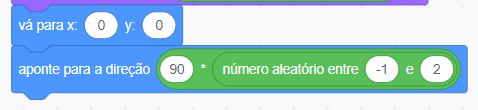 vá para x: 0 y: 0
aponte para a direção 90 * número aleatório entre -1 e 2